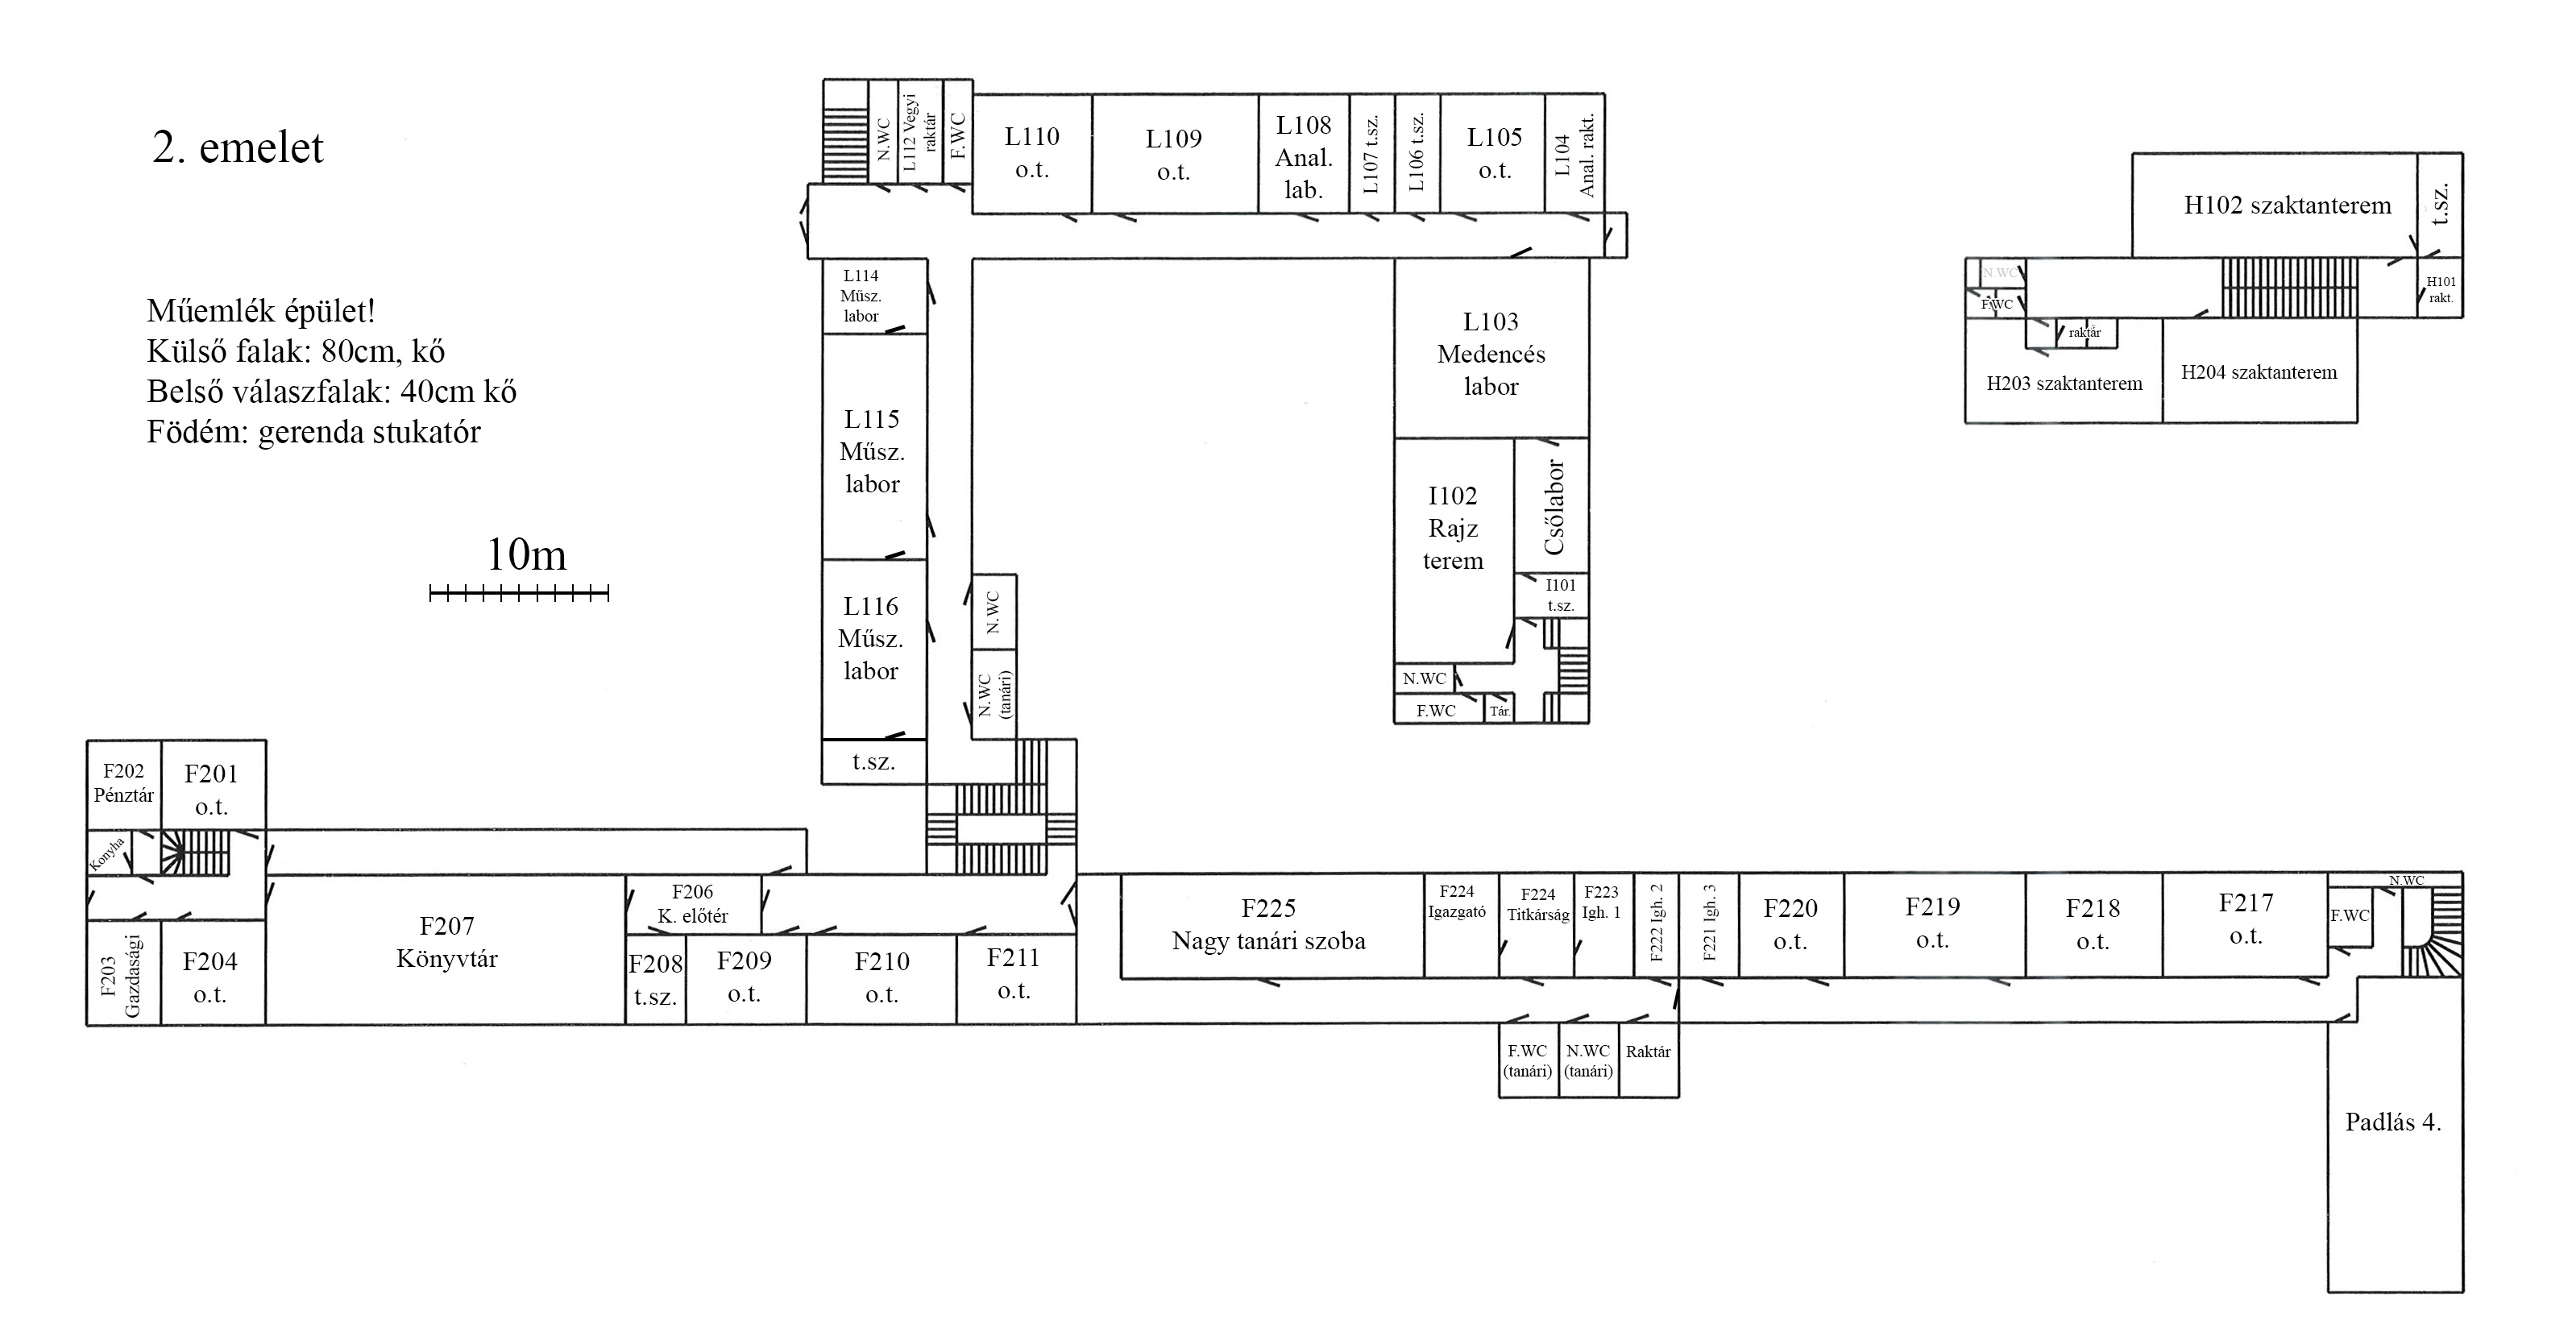 2. emelet
Műemlék épület!
Külső falak: 80cm, kő
Belső válaszfalak: 40cm kő
Födém: gerenda stukatór
10m
N.WC
L112 Vegyi
raktár
F.WC
L110
o.t.
L109
o.t.
L108
Anal.
lab.
L107 t.sz.
L106 t.sz.
L105
o.t.
L104
Anal. rakt.
L114
Műsz.
labor
L115
Műsz.
labor
L116
Műsz.
labor
t.sz.
N.WC
N.WC
(tanári)
L103
Medencés
labor
I102
Rajz
terem
Csőlabor
I101
t.sz.
N.WC
F.WC
Tár.
H102 szaktanterem
t.sz.
N.WC
F.WC
H101
rakt.
raktár
H203 szaktanterem
H204 szaktanterem
F202
Pénztár
F201
o.t.
Konyha
F203
Gazdasági
F204
o.t.
F207
Könyvtár
F206
K. előtér
F208
t.sz.
F209
o.t.
F210
o.t.
F211
o.t.
F225
Nagy tanári szoba
F224
Igazgató
F224
Titkárság
F223
Igh. 1
F222 Igh. 2
F221 Igh. 3
F220
o.t.
F219
o.t.
F218
o.t.
F217
o.t.
N.WC
F.WC
F.WC
(tanári)
N.WC
(tanári)
Raktár
Padlás 4.